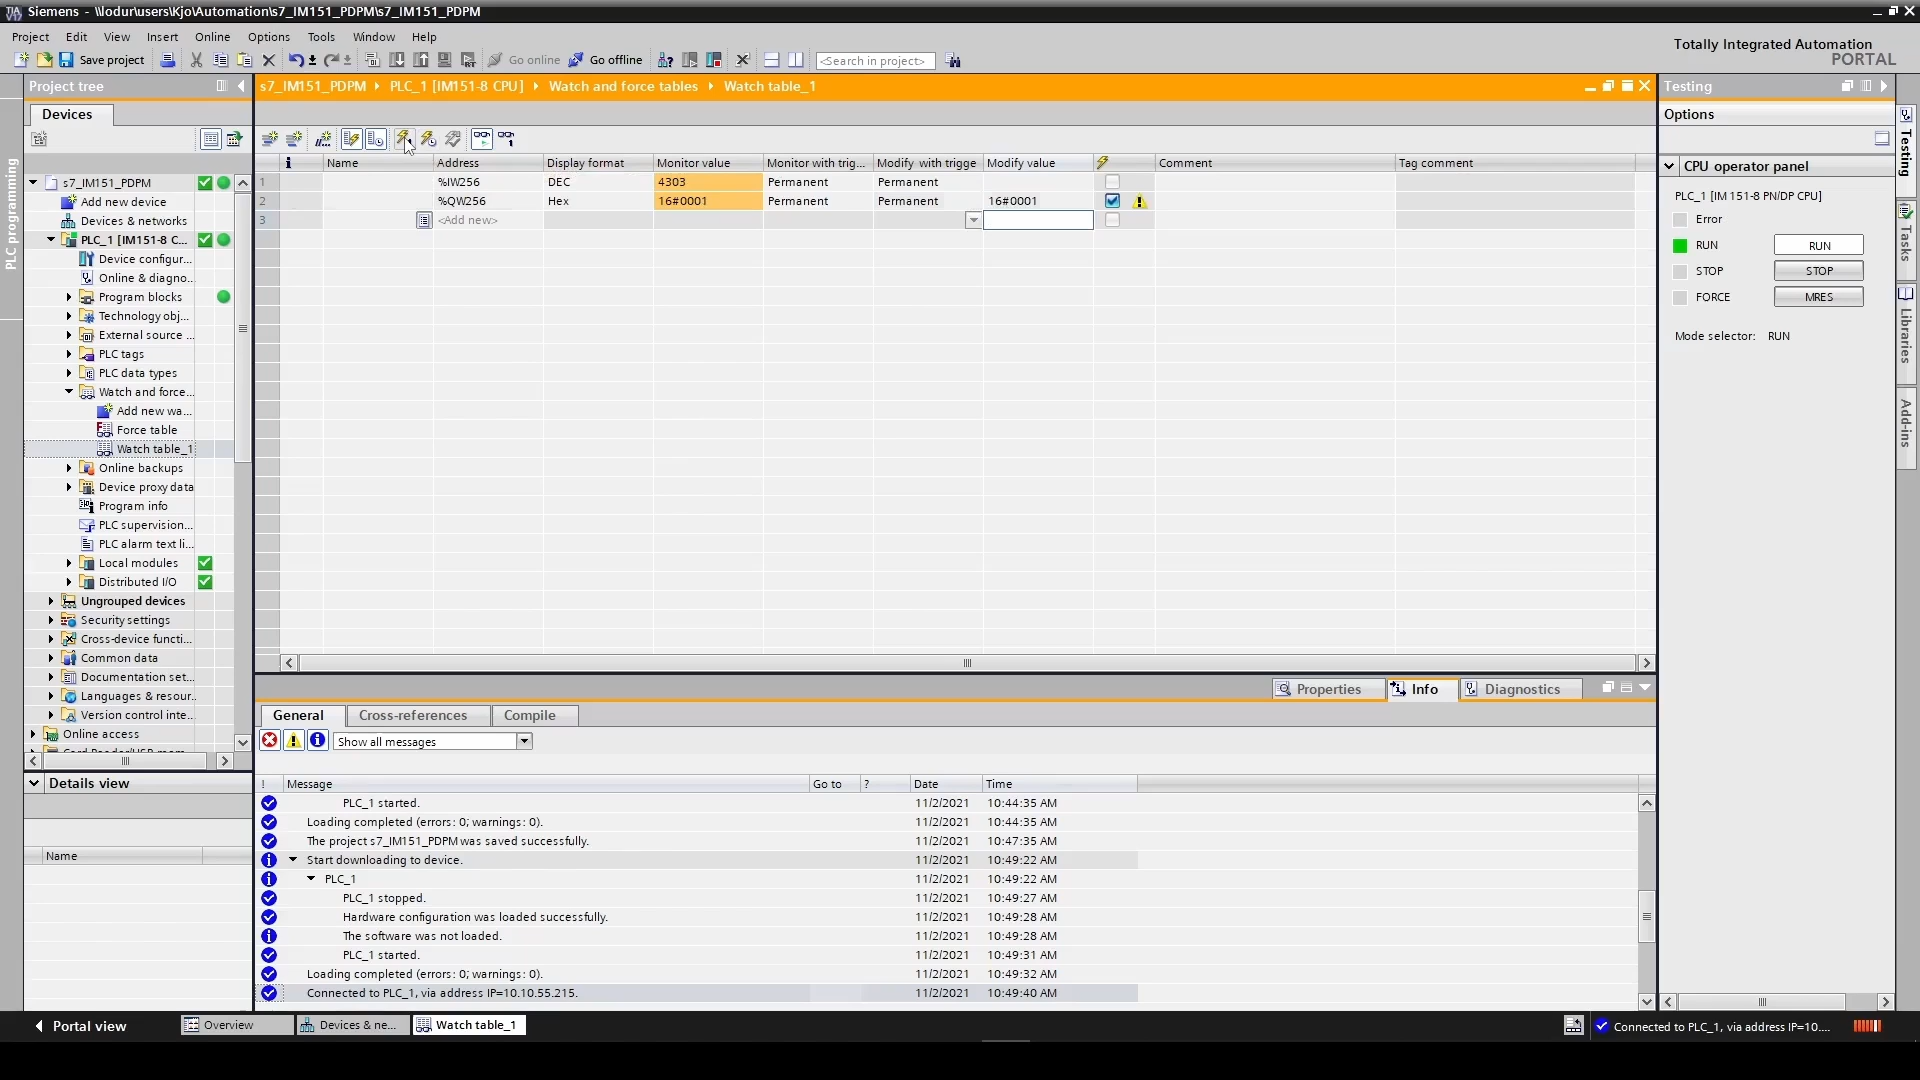 Siemens - \\lodur\users\Kjo\Automation\s7_IM151_PDPM\s7_IM151_PDPM
Project Edit View Insert Online Options Tools Window Help
Totally Integrated Automation
PORTAL
Save project
Go online
Go offline
<Search in project>
Project tree
s7_IM151_PDPM
PLC_1 [IM151-8 CPU]
Watch and force tables
Watch table_1
Testing
Devices
Options
PLC programming
s7_IM151_PDPM
Add new device
Devices & networks
PLC_1 [IM151-8 C...
Device configur...
Online & diagno...
Program blocks
Technology obj...
External source ...
PLC tags
PLC data types
Watch and force...
Add new wa...
Force table
Watch table_1
Online backups
Device proxy data
Program info
PLC supervision...
PLC alarm text li...
Local modules
Distributed I/O
Ungrouped devices
Security settings
Cross-device functi...
Common data
Documentation set...
Languages & resour..
Version control inte...
Online access
Details view
Name
i Name Address Display format Monitor value Monitor with trig... Modify with trigge Modify value Comment Tag comment
1 %IW256 DEC 4303 Permanent Permanent
2 %QW256 Hex 16#0001 Permanent Permanent 16#0001
3 <Add new>
CPU operator panel
PLC_1 [IM 151-8 PN/DP CPU]
Error
RUN RUN
STOP STOP
FORCE MRES
Mode selector: RUN
Testing
Tasks
Libraries
Add-ins
Properties
Info
Diagnostics
General Cross-references Compile
Show all messages
! Message Go to ? Date Time
PLC_1 started. 11/2/2021 10:44:35 AM
Loading completed (errors: 0; warnings: 0). 11/2/2021 10:44:35 AM
The project s7_IM151_PDPM was saved successfully. 11/2/2021 10:47:35 AM
Start downloading to device. 11/2/2021 10:49:22 AM
PLC_1 11/2/2021 10:49:22 AM
PLC_1 stopped. 11/2/2021 10:49:27 AM
Hardware configuration was loaded successfully. 11/2/2021 10:49:28 AM
The software was not loaded. 11/2/2021 10:49:28 AM
PLC_1 started. 11/2/2021 10:49:31 AM
Loading completed (errors: 0; warnings: 0). 11/2/2021 10:49:32 AM
Connected to PLC_1, via address IP=10.10.55.215. 11/2/2021 10:49:40 AM
Portal view
Overview
Devices & ne...
Watch table_1
Connected to PLC_1, via address IP=10....